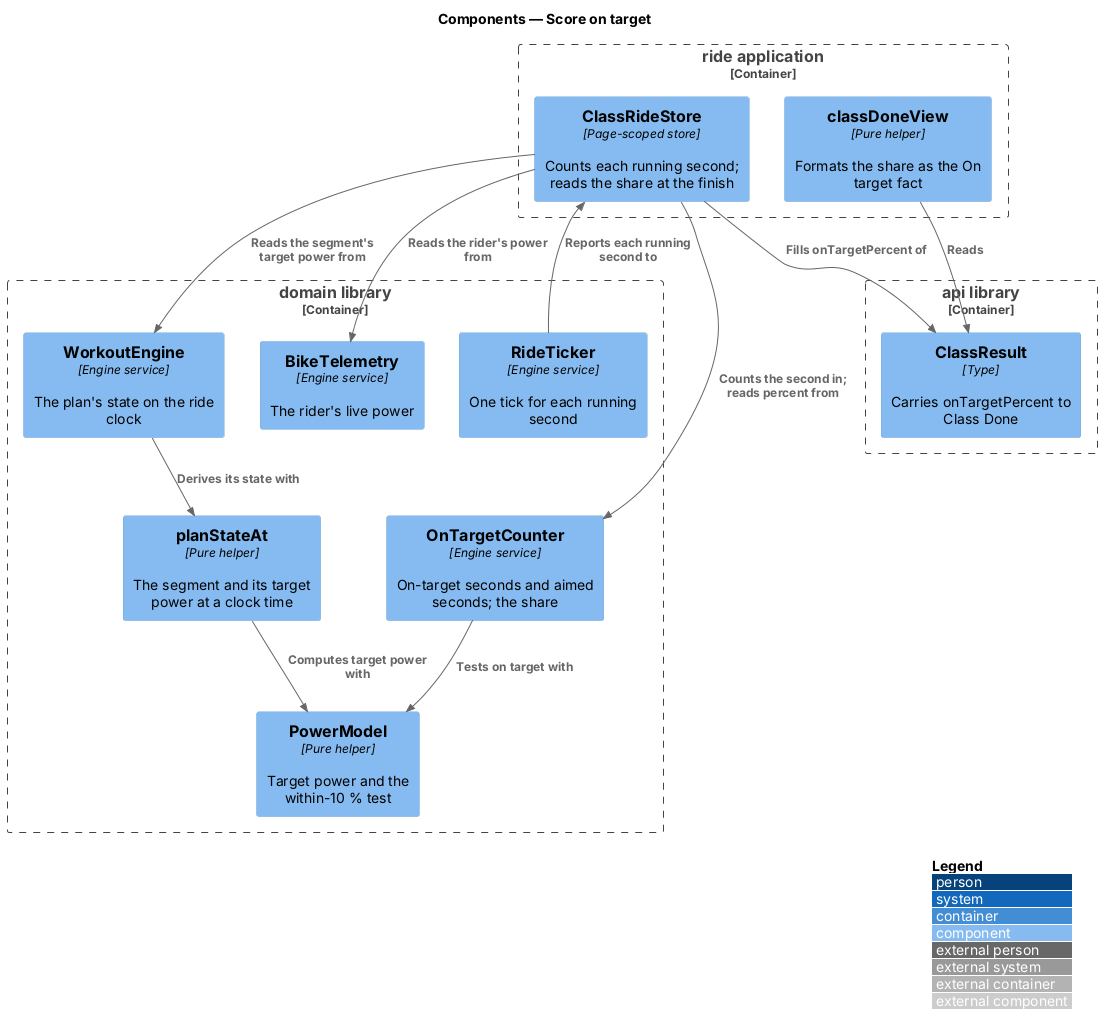 Components — Score on target
ride application
[Container]
ClassRideStore
[Page-scoped store]
Counts each running second;
reads the share at the finish
classDoneView
[Pure helper]
Formats the share as the On
target fact
Reads the segment's
target power from
Reads the rider's power
from
Reports each running
second to
Fills onTargetPercent of
Reads
domain library
[Container]
api library
[Container]
WorkoutEngine
[Engine service]
The plan's state on the ride
clock
BikeTelemetry
[Engine service]
The rider's live power
RideTicker
[Engine service]
One tick for each running
second
Counts the second in;
reads percent from
ClassResult
[Type]
Carries onTargetPercent to
Class Done
Derives its state with
planStateAt
[Pure helper]
The segment and its target
power at a clock time
OnTargetCounter
[Engine service]
On-target seconds and aimed
seconds; the share
Computes target power
with
Tests on target with
PowerModel
[Pure helper]
Target power and the
within-10 % test
Legend
person
system
container
component
external person
external system
external container
external component